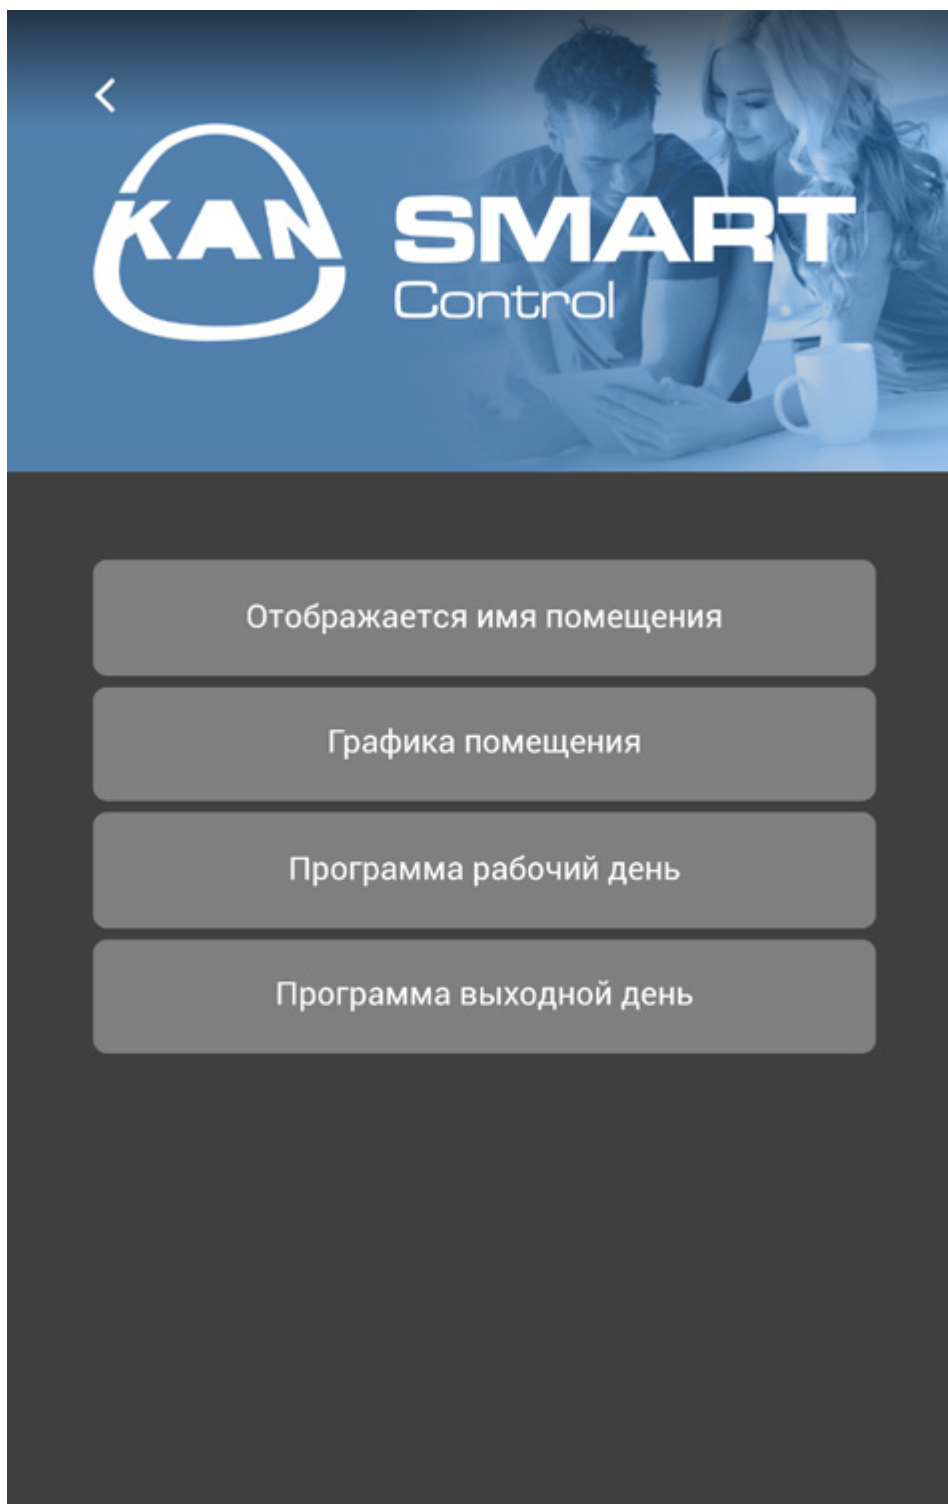 KAN
SMART
Control
Отображается имя помещения
Графика помещения
Программа рабочий день
Программа выходной день